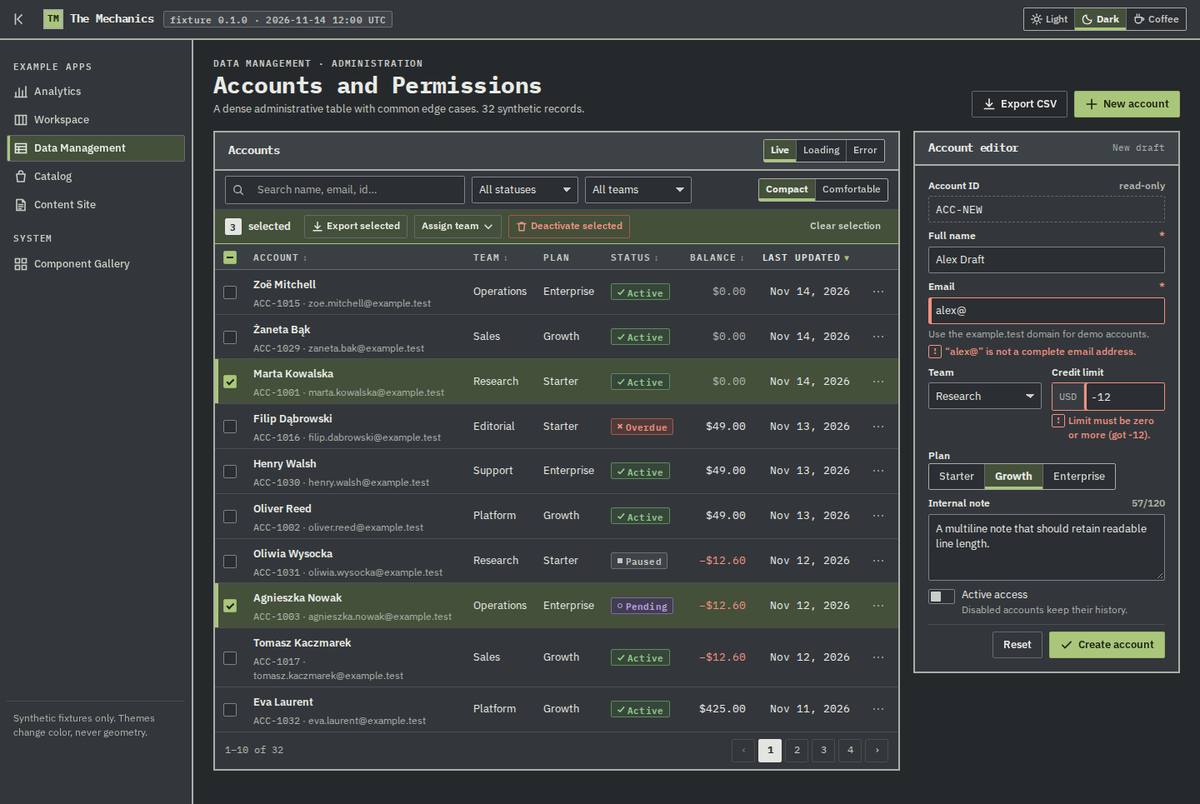 TM The Mechanics fixture 0.1.0 · 2026-11-14 12:00 UTC
Light Dark Coffee
EXAMPLE APPS
Analytics
Workspace
Data Management
Catalog
Content Site
SYSTEM
Component Gallery
Synthetic fixtures only. Themes
change color, never geometry.
DATA MANAGEMENT · ADMINISTRATION
Accounts and Permissions
A dense administrative table with common edge cases. 32 synthetic records.
Export CSV New account
Accounts
Live Loading Error
Search name, email, id... All statuses All teams Compact Comfortable
3 selected Export selected Assign team Deactivate selected Clear selection
ACCOUNT TEAM PLAN STATUS BALANCE LAST UPDATED
Zoë Mitchell
ACC-1015 · zoe.mitchell@example.test
Operations Enterprise Active $0.00 Nov 14, 2026
Żaneta Bąk
ACC-1029 · zaneta.bak@example.test
Sales Growth Active $0.00 Nov 14, 2026
Marta Kowalska
ACC-1001 · marta.kowalska@example.test
Research Starter Active $0.00 Nov 14, 2026
Filip Dąbrowski
ACC-1016 · filip.dabrowski@example.test
Editorial Starter Overdue $49.00 Nov 13, 2026
Henry Walsh
ACC-1030 · henry.walsh@example.test
Support Enterprise Active $49.00 Nov 13, 2026
Oliver Reed
ACC-1002 · oliver.reed@example.test
Platform Growth Active $49.00 Nov 13, 2026
Oliwia Wysocka
ACC-1031 · oliwia.wysocka@example.test
Research Starter Paused −$12.60 Nov 12, 2026
Agnieszka Nowak
ACC-1003 · agnieszka.nowak@example.test
Operations Enterprise Pending −$12.60 Nov 12, 2026
Tomasz Kaczmarek
ACC-1017 ·
tomasz.kaczmarek@example.test
Sales Growth Active −$12.60 Nov 12, 2026
Eva Laurent
ACC-1032 · eva.laurent@example.test
Platform Growth Active $425.00 Nov 11, 2026
1–10 of 32
‹ 1 2 3 4 ›
Account editor New draft
Account ID read-only
ACC-NEW
Full name *
Alex Draft
Email *
alex@
Use the example.test domain for demo accounts.
! “alex@” is not a complete email address.
Team Credit limit
Research USD -12
! Limit must be zero
or more (got -12).
Plan
Starter Growth Enterprise
Internal note 57/120
A multiline note that should retain readable
line length.
Active access
Disabled accounts keep their history.
Reset Create account